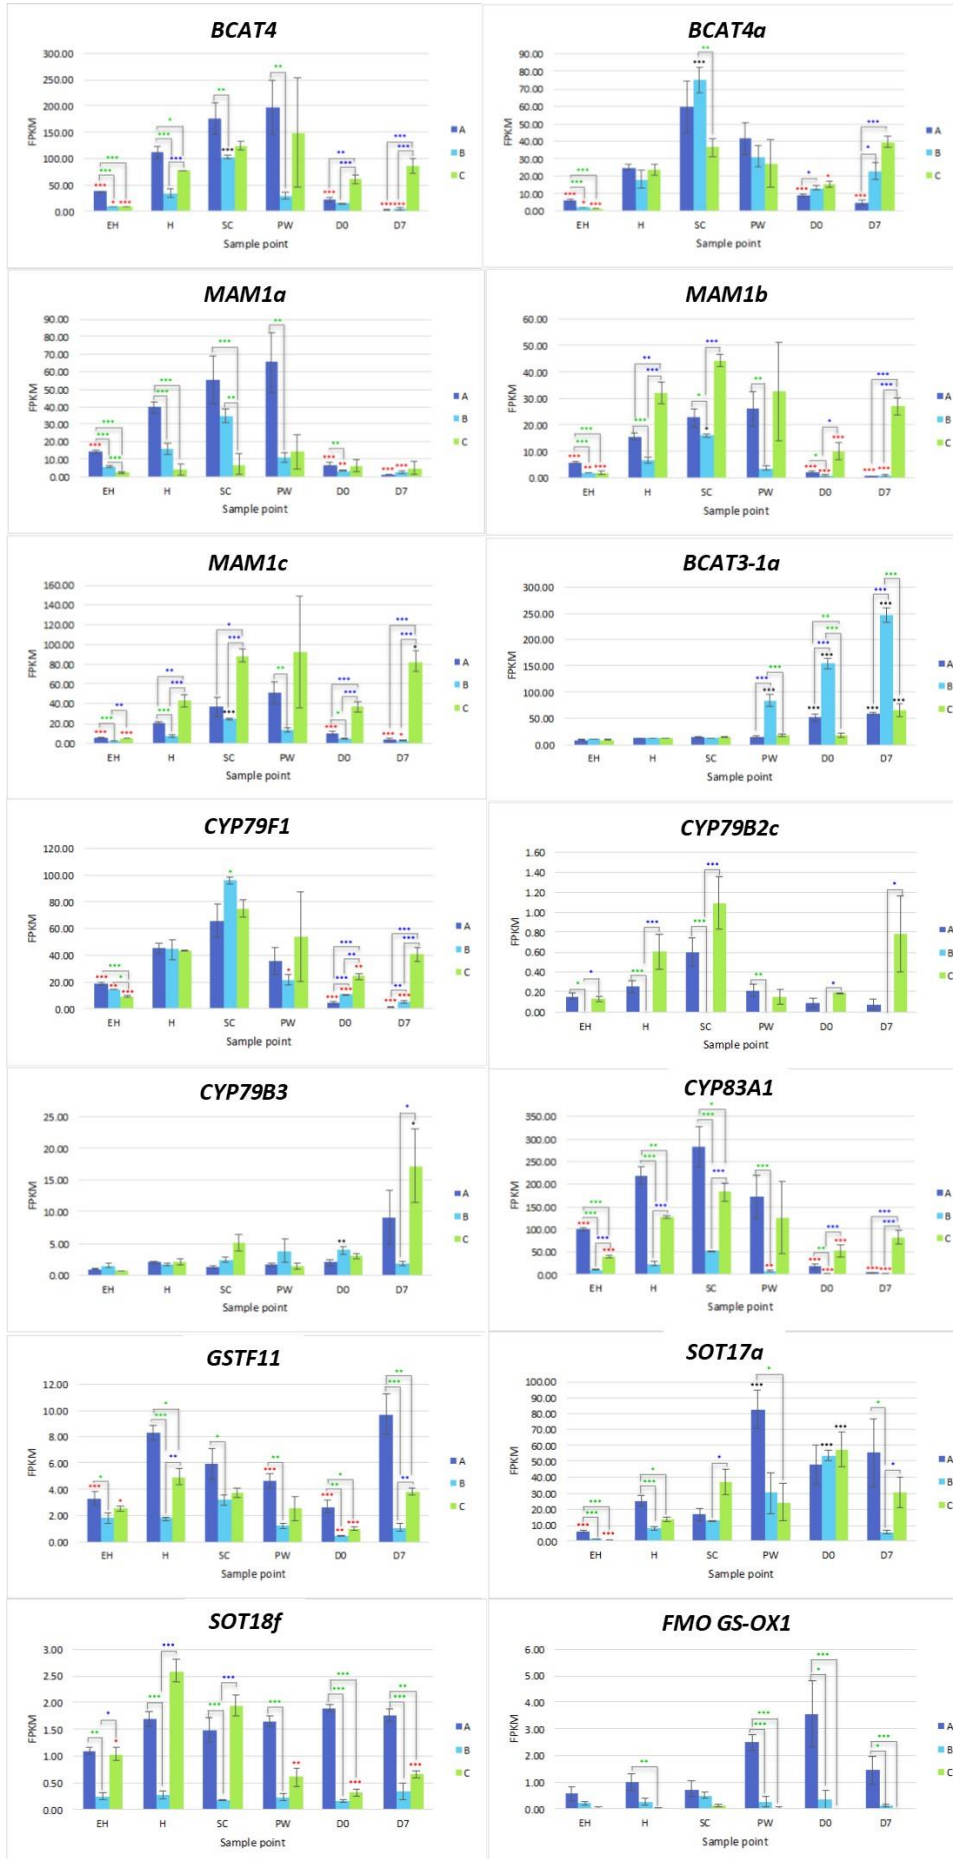 BCAT4
300.00
250.00
200.00
150.00
100.00
50.00
0.00
FPKM
A
B
C
EH H SC PW D0 D7
Sample point
BCAT4a
90.00
80.00
70.00
60.00
50.00
40.00
30.00
20.00
10.00
0.00
FPKM
A
B
C
EH H SC PW D0 D7
Sample point
MAM1a
90.00
80.00
70.00
60.00
50.00
40.00
30.00
20.00
10.00
0.00
FPKM
A
B
C
EH H SC PW D0 D7
Sample point
MAM1b
60.00
50.00
40.00
30.00
20.00
10.00
0.00
FPKM
A
B
C
EH H SC PW D0 D7
Sample point
MAM1c
160.00
140.00
120.00
100.00
80.00
60.00
40.00
20.00
0.00
FPKM
A
B
C
EH H SC PW D0 D7
Sample point
BCAT3-1a
300.00
250.00
200.00
150.00
100.00
50.00
0.00
FPKM
A
B
C
EH H SC PW D0 D7
Sample point
CYP79F1
120.00
100.00
80.00
60.00
40.00
20.00
0.00
FPKM
A
B
C
EH H SC PW D0 D7
Sample point
CYP79B2c
1.60
1.40
1.20
1.00
0.80
0.60
0.40
0.20
0.00
FPKM
A
B
C
EH H SC PW D0 D7
Sample point
CYP79B3
25.00
20.00
15.00
10.00
5.00
0.00
FPKM
A
B
C
EH H SC PW D0 D7
Sample point
CYP83A1
350.00
300.00
250.00
200.00
150.00
100.00
50.00
0.00
FPKM
A
B
C
EH H SC PW D0 D7
Sample point
GSTF11
12.00
10.00
8.00
6.00
4.00
2.00
0.00
FPKM
A
B
C
EH H SC PW D0 D7
Sample point
SOT17a
100.00
90.00
80.00
70.00
60.00
50.00
40.00
30.00
20.00
10.00
0.00
FPKM
A
B
C
EH H SC PW D0 D7
Sample point
SOT18f
3.00
2.50
2.00
1.50
1.00
0.50
0.00
FPKM
A
B
C
EH H SC PW D0 D7
Sample point
FMO GS-OX1
6.00
5.00
4.00
3.00
2.00
1.00
0.00
FPKM
A
B
C
EH H SC PW D0 D7
Sample point